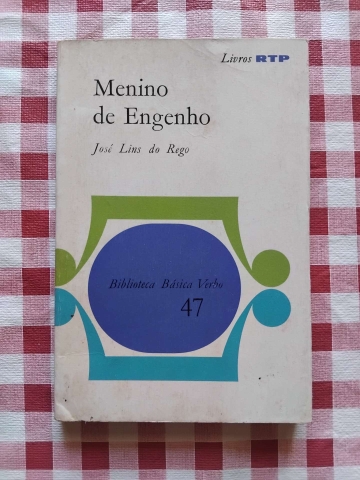 Livros RTP
Menino
de Engenho
José Lins do Rego
Biblioteca Básica Verbo
47